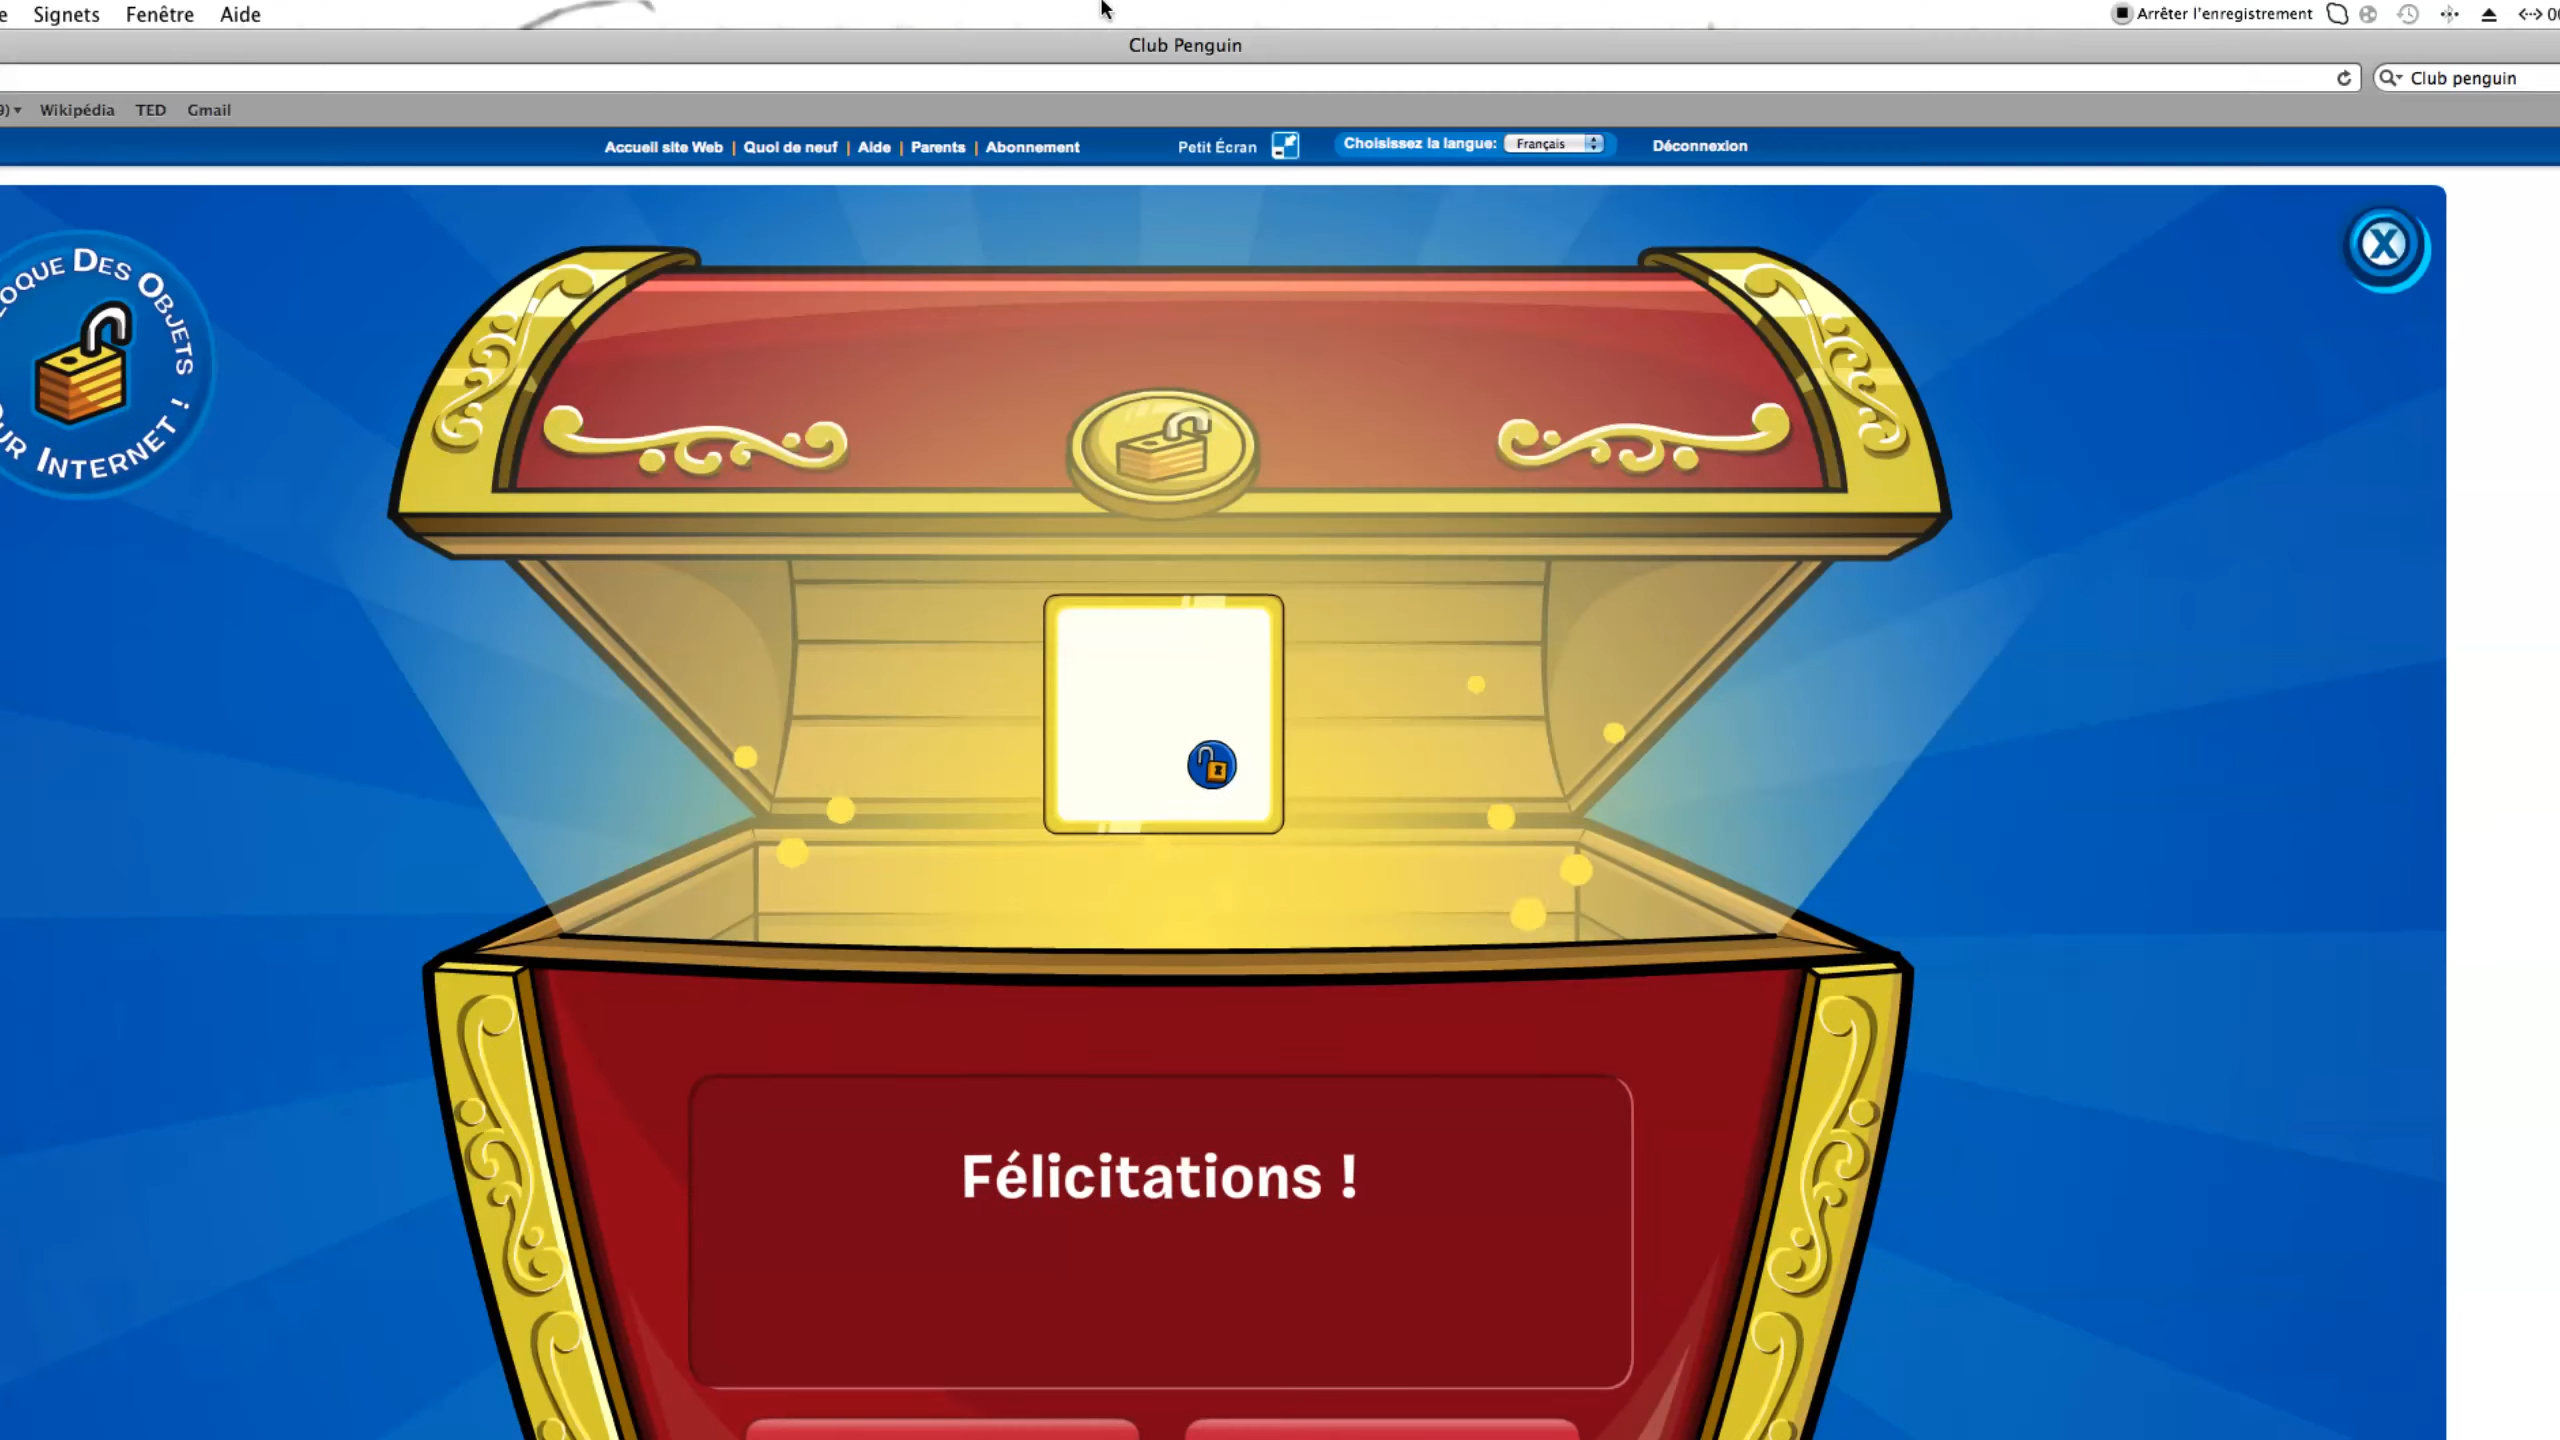 Signets Fenêtre Aide Arrêter l'enregistrement
Club Penguin
Club penguin
Wikipédia TED Gmail
Accueil site Web | Quoi de neuf | Aide | Parents | Abonnement Petit Écran Choisissez la langue: Français Déconnexion
DES OBJETS
INTERNET !
X
Félicitations !